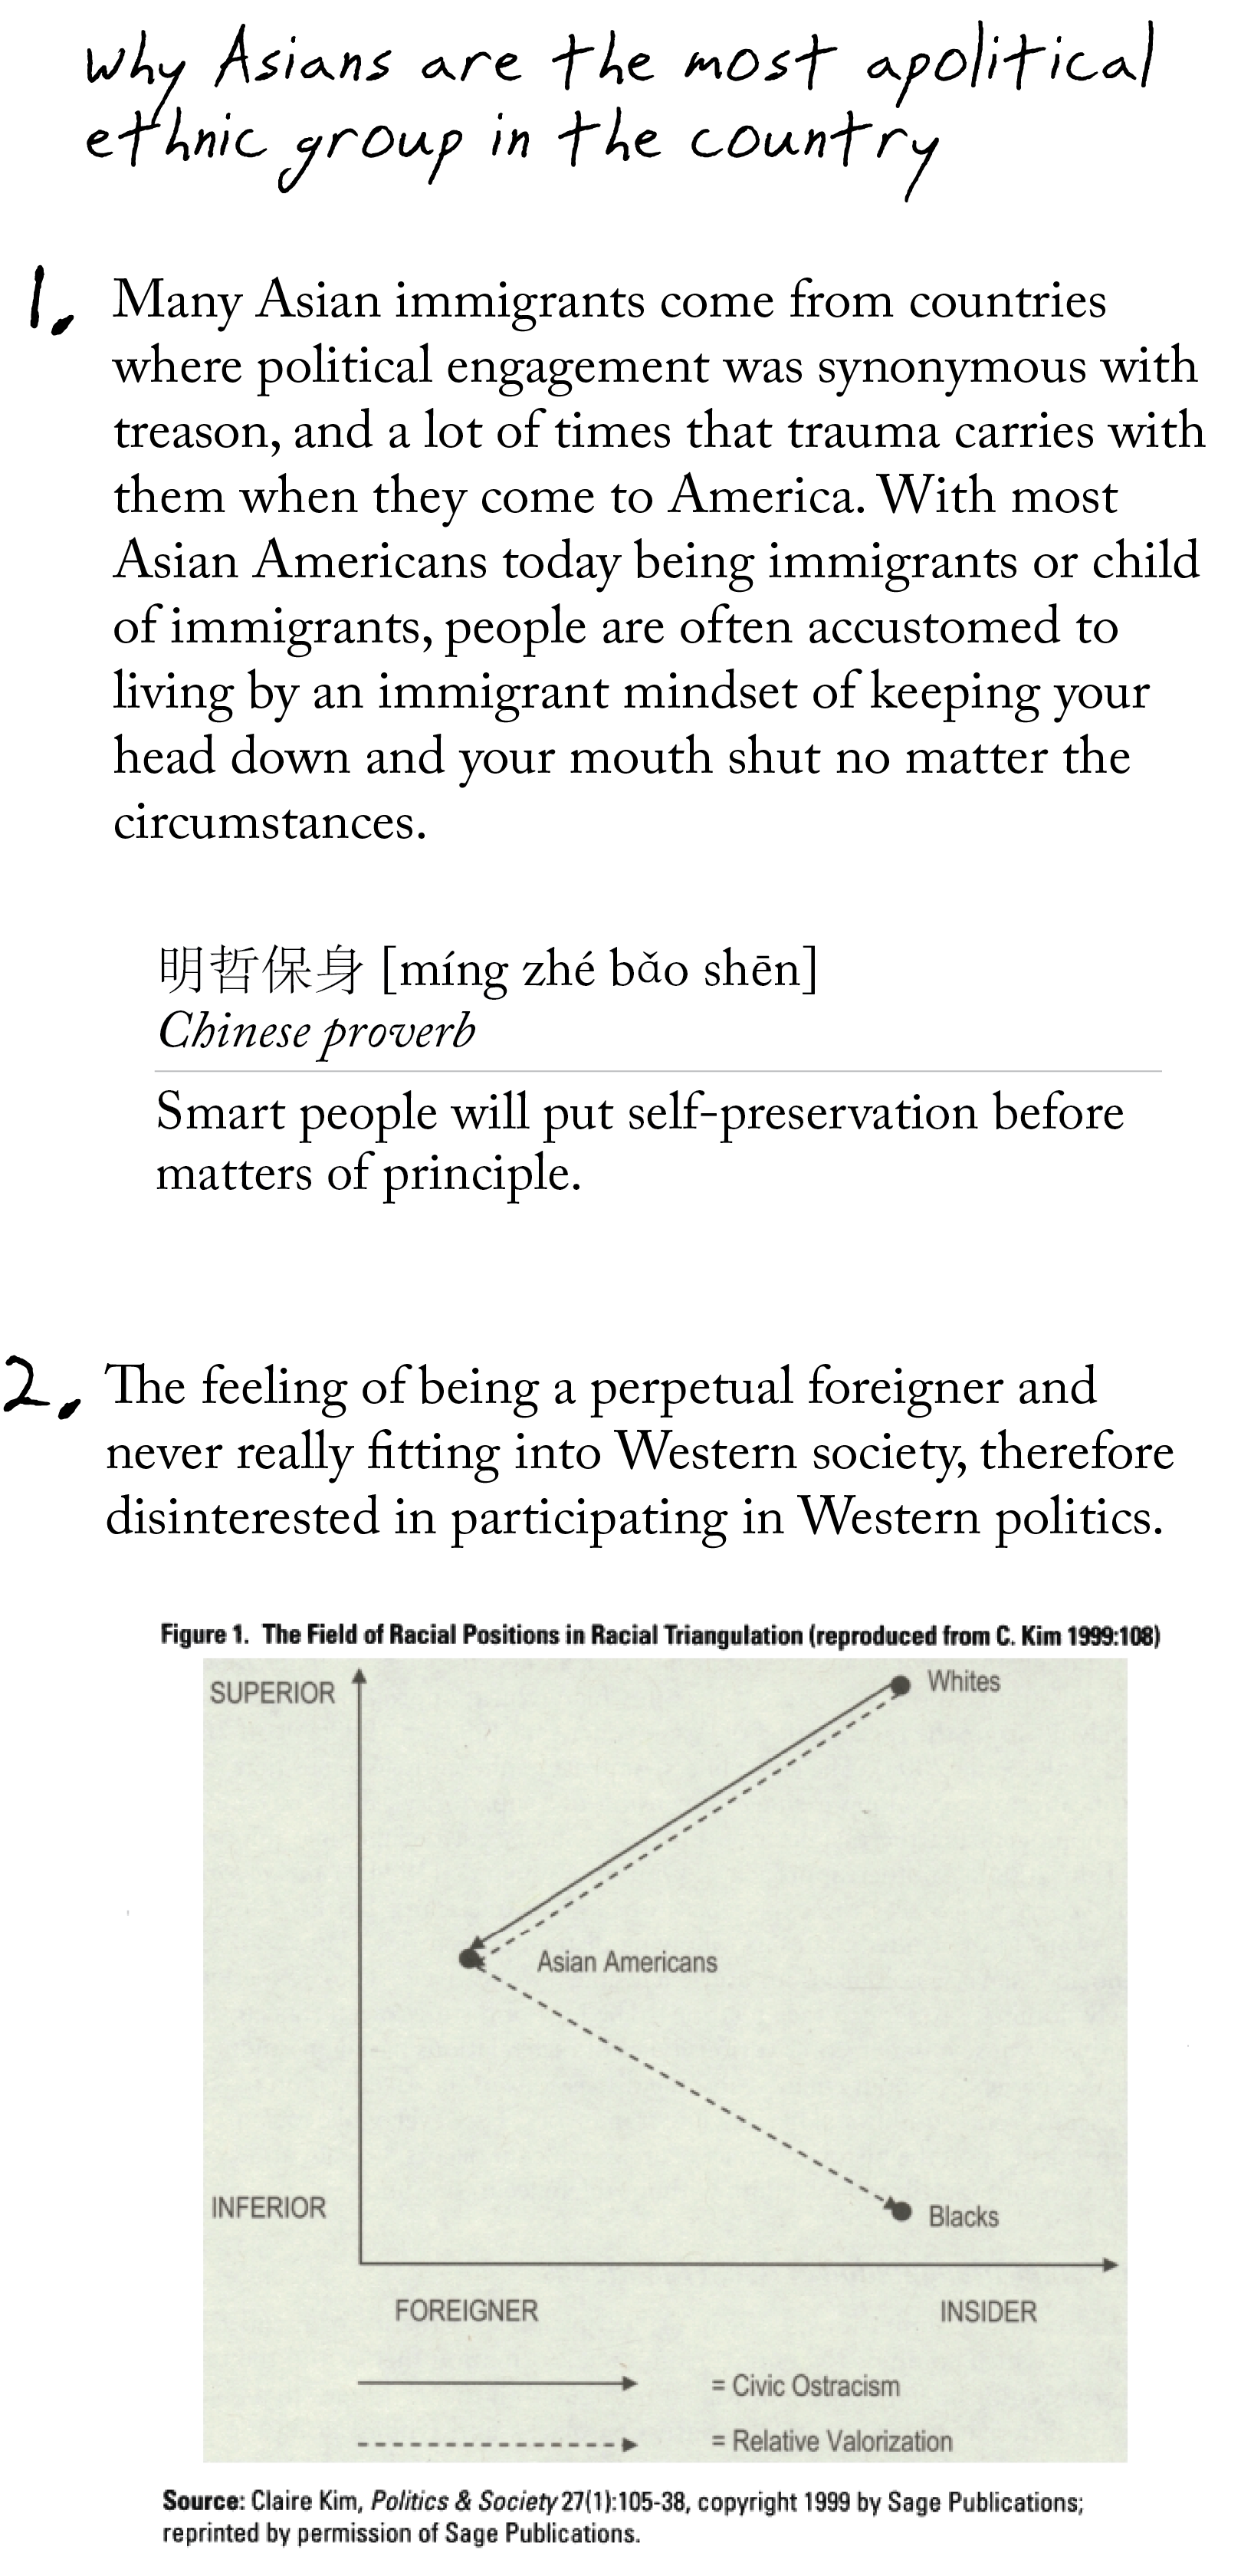 why Asians are the most apolitical
ethnic group in the country
1. Many Asian immigrants come from countries
where political engagement was synonymous with
treason, and a lot of times that trauma carries with
them when they come to America. With most
Asian Americans today being immigrants or child
of immigrants, people are often accustomed to
living by an immigrant mindset of keeping your
head down and your mouth shut no matter the
circumstances.
明哲保身 [míng zhé bǎo shēn]
Chinese proverb
Smart people will put self-preservation before
matters of principle.
2. The feeling of being a perpetual foreigner and
never really fitting into Western society, therefore
disinterested in participating in Western politics.
Figure 1. The Field of Racial Positions in Racial Triangulation (reproduced from C. Kim 1999:108)
SUPERIOR
Whites
Asian Americans
INFERIOR
Blacks
FOREIGNER
INSIDER
= Civic Ostracism
= Relative Valorization
Source: Claire Kim, Politics & Society 27(1):105-38, copyright 1999 by Sage Publications;
reprinted by permission of Sage Publications.